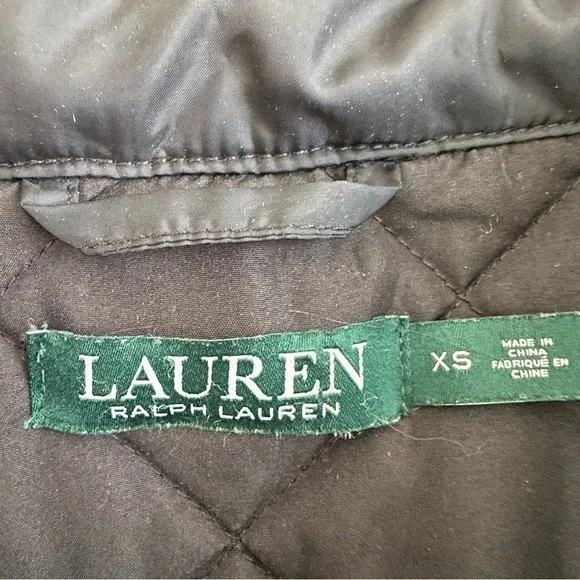 LAUREN
RALPH LAUREN
XS
MADE IN
CHINA
FABRIQUÉ EN
CHINE